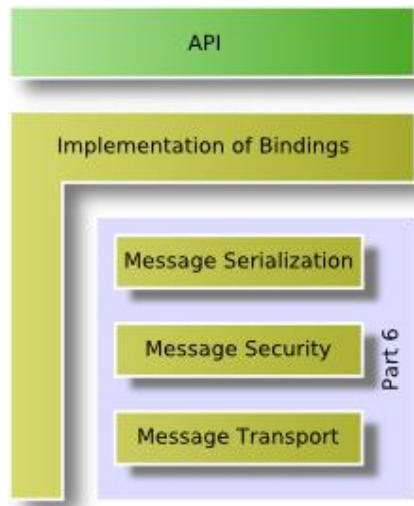 API
Implementation of Bindings
Message Serialization
Message Security
Message Transport
Part 6